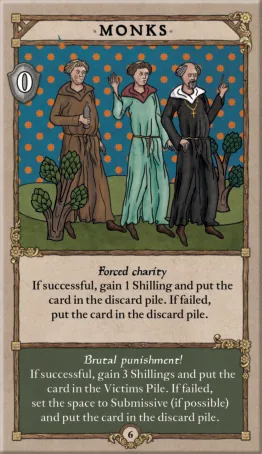 MONKS
0
Forced charity
If successful, gain 1 Shilling and put the
card in the discard pile. If failed,
put the card in the discard pile.
Brutal punishment!
If successful, gain 3 Shillings and put the
card in the Victims Pile. If failed,
set the space to Submissive (if possible)
and put the card in the discard pile.
6